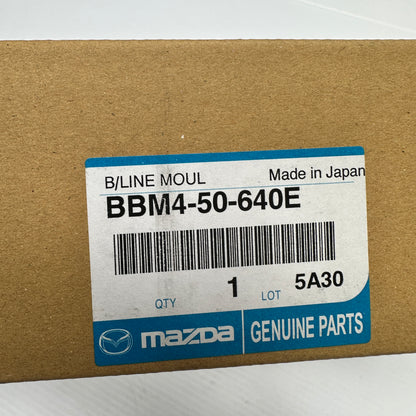 B/LINE MOUL Made in Japan
BBM4-50-640E
QTY 1 LOT 5A30
mazda GENUINE PARTS